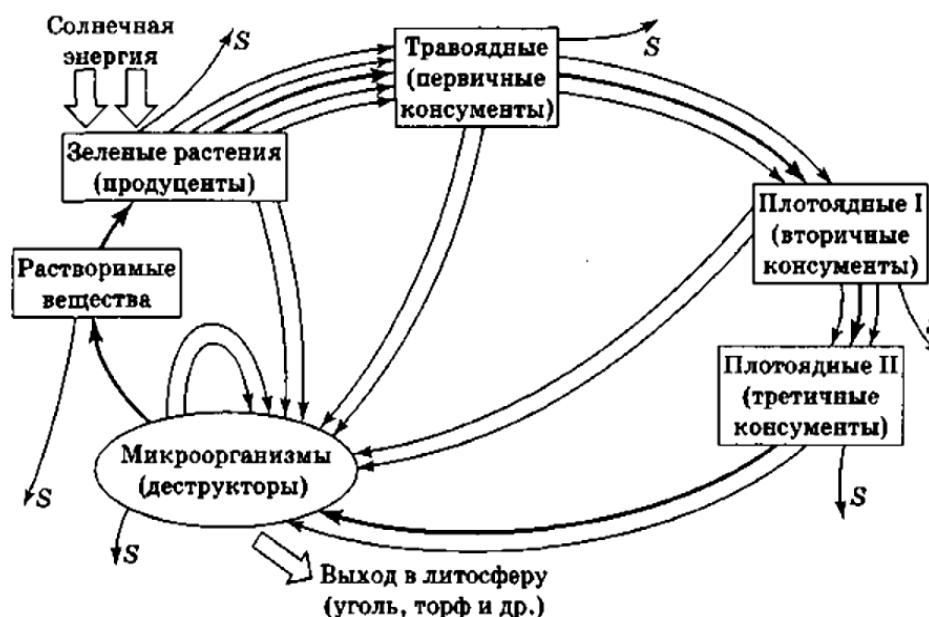 Солнечная
энергия
S
Травоядные
(первичные
консументы)
S
Зеленые растения
(продуценты)
Плотоядные I
(вторичные
консументы)
Растворимые
вещества
S
Плотоядные II
(третичные
консументы)
Микроорганизмы
(деструкторы)
S
S
S
Выход в литосферу
(уголь, торф и др.)